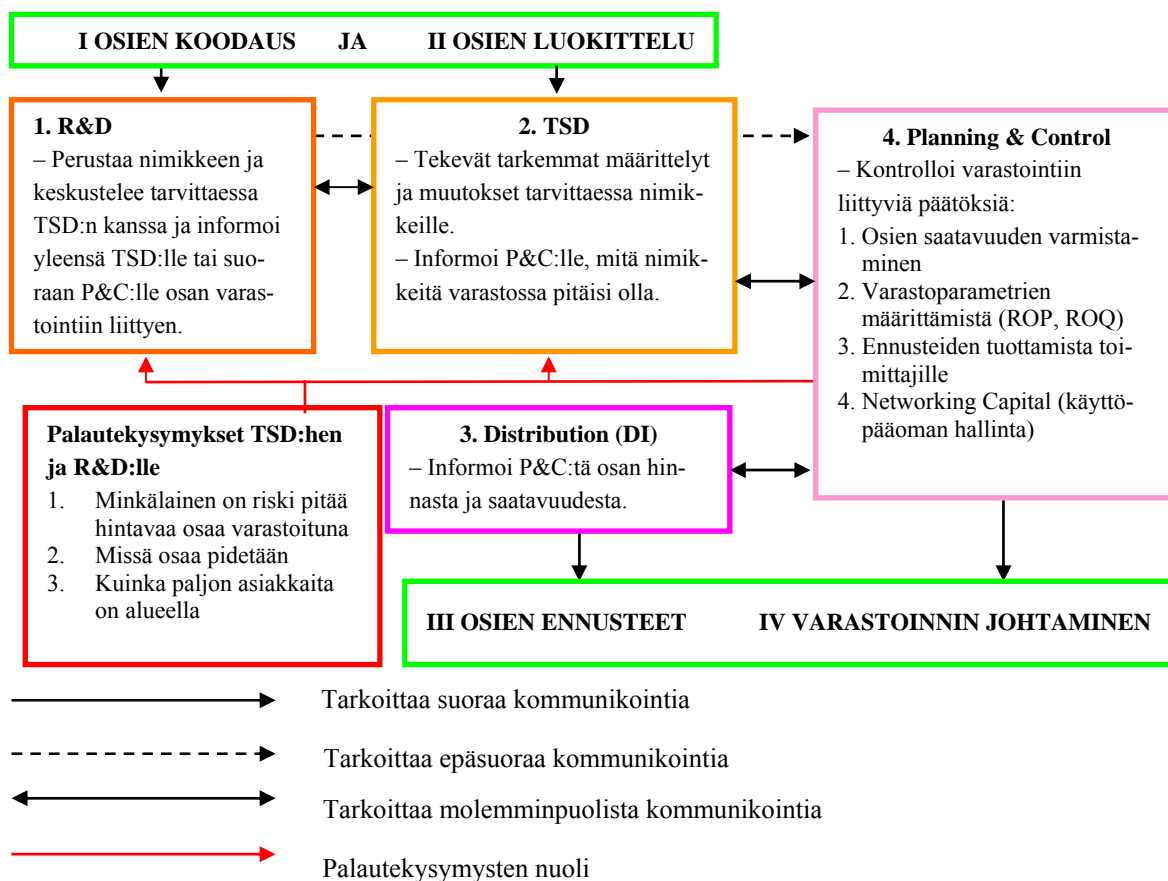 I OSIEN KOODAUS JA II OSIEN LUOKITTELU
1. R&D
– Perustaa nimikkeen ja
keskustelee tarvittaessa
TSD:n kanssa ja informoi
yleensä TSD:lle tai suo-
raan P&C:lle osan varas-
tointiin liittyen.
2. TSD
– Tekevät tarkemmat määrittelyt
ja muutokset tarvittaessa nimik-
keille.
– Informoi P&C:lle, mitä nimik-
keitä varastossa pitäisi olla.
4. Planning & Control
– Kontrolloi varastointiin
liittyviä päätöksiä:
1. Osien saatavuuden varmista-
minen
2. Varastoparametrien
määrittämistä (ROP, ROQ)
3. Ennusteiden tuottamista toi-
mittajille
4. Networking Capital (käyttö-
pääoman hallinta)
Palautekysymykset TSD:hen
ja R&D:lle
1. Minkälainen on riski pitää
hintavaa osaa varastoituna
2. Missä osaa pidetään
3. Kuinka paljon asiakkaita
on alueella
3. Distribution (DI)
– Informoi P&C:tä osan hin-
nasta ja saatavuudesta.
III OSIEN ENNUSTEET IV VARASTOINNIN JOHTAMINEN
Tarkoittaa suoraa kommunikointia
Tarkoittaa epäsuoraa kommunikointia
Tarkoittaa molemminpuolista kommunikointia
Palautekysymysten nuoli